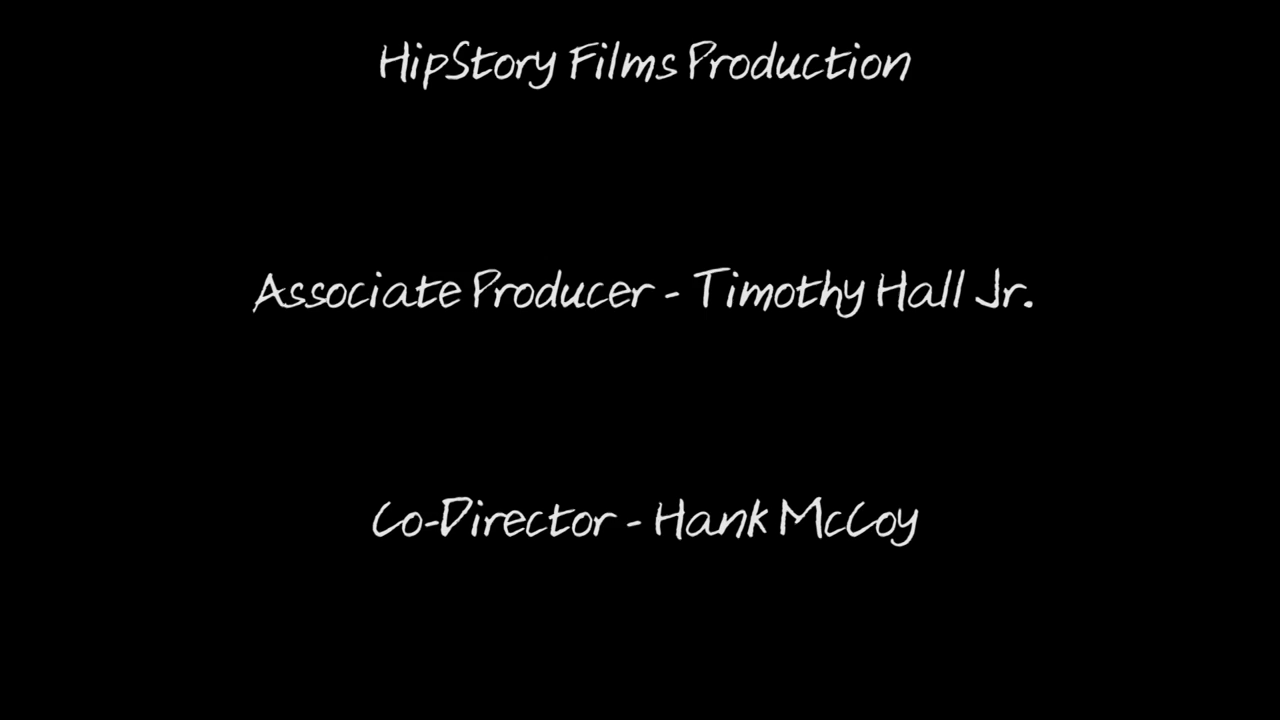 HipStory Films Production
Associate Producer - Timothy Hall Jr.
Co-Director - Hank McCoy